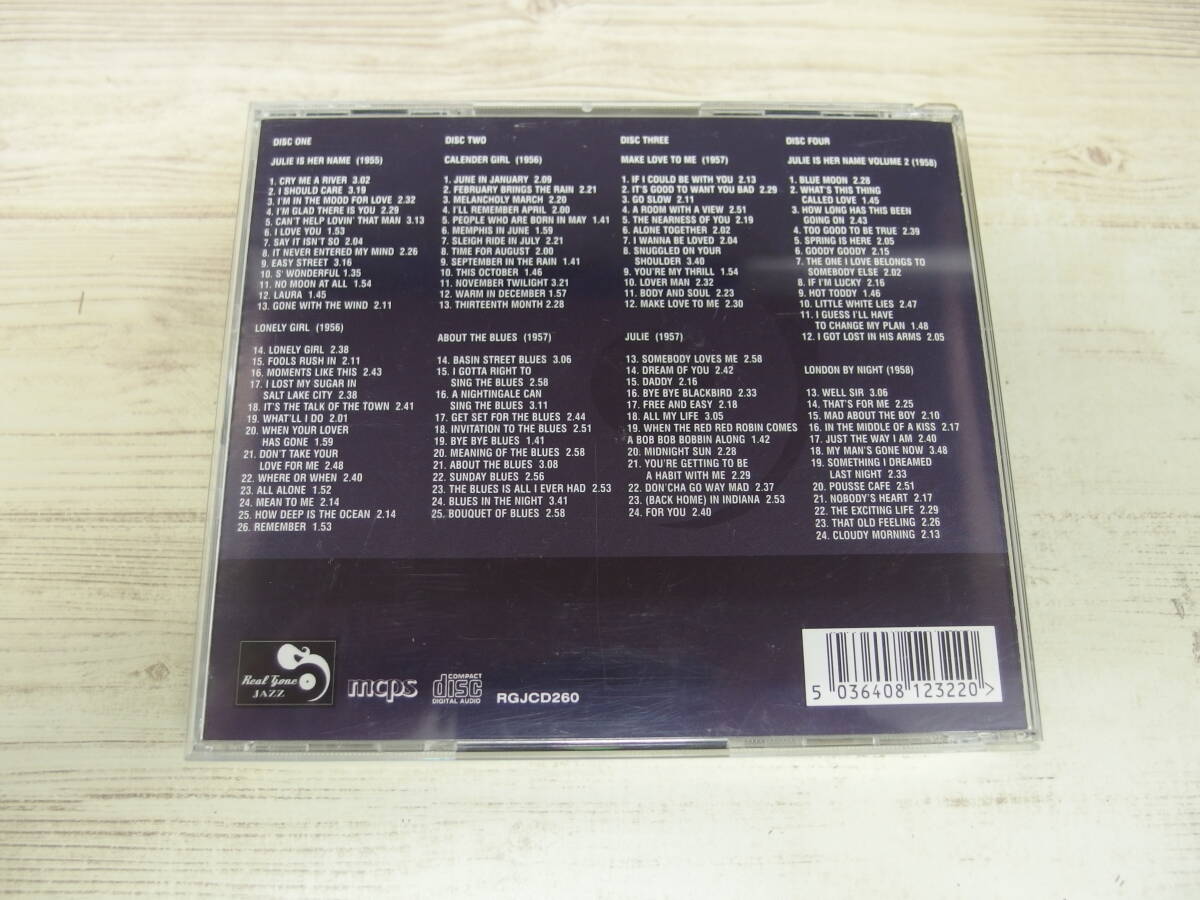 DISC ONE
JULIE IS HER NAME (1955)
1. CRY ME A RIVER 3.02
2. I SHOULD CARE 3.19
3. I'M IN THE MODD FOR LOVE 2.32
4. I'M GLAD THERE IS YOU 2.29
5. CAN'T HELP LOVIN' THAT MAN 3.13
6. I LOVE YOU 1.53
7. SAY IT ISN'T SO 2.04
8. IT NEVER ENTERED MY MIND 2.26
9. EASY STREET 3.16
10. S' WONDERFUL 1.35
11. NO MOON AT ALL 1.54
12. LAURA 1.45
13. GONE WITH THE WIND 2.11
LONELY GIRL (1956)
14. LONELY GIRL 2.38
15. FOOLS RUSH IN 2.11
16. MOMENTS LIKE THIS 2.43
17. I LOST MY SUGAR IN
SALT LAKE CITY 2.38
18. IT'S THE TALK OF THE TOWN 2.41
19. WHAT'LL I DO 2.01
20. WHEN YOUR LOVER
HAS GONE 1.59
21. DON'T TAKE YOUR
LOVE FOR ME 2.48
22. WHERE OR WHEN 2.40
23. ALL ALONE 1.52
24. MEAN TO ME 2.14
25. HOW DEEP IS THE OCEAN 2.14
26. REMEMBER 1.53
DISC TWO
CALENDER GIRL (1956)
1. JUNE IN JANUARY 2.09
2. FEBRUARY BRINGS THE RAIN 2.21
3. MELANCHOLY MARCH 2.20
4. I'LL REMEMBER APRIL 2.00
5. PEOPLE WHO ARE BORN IN MAY 1.41
6. MEMPHIS IN JUNE 1.59
7. SLEIGH RIDE IN JULY 2.21
8. TIME FOR AUGUST 2.00
9. SEPTEMBER IN THE RAIN 1.41
10. THIS OCTOBER 1.46
11. NOVEMBER TWILIGHT 3.21
12. WARM IN DECEMBER 1.57
13. THIRTEENTH MONTH 2.28
ABOUT THE BLUES (1957)
14. BASIN STREET BLUES 3.06
15. I GOTTA RIGHT TO
SING THE BLUES 2.58
16. A NIGHTINGALE CAN
SING THE BLUES 3.11
17. GET SET FOR THE BLUES 2.44
18. INVITATION TO THE BLUES 2.51
19. BYE BYE BLUES 1.41
20. MEANING OF THE BLUES 2.58
21. ABOUT THE BLUES 3.08
22. SUNDAY BLUES 2.56
23. THE BLUES IS ALL I EVER HAD 2.53
24. BLUES IN THE NIGHT 3.41
25. BOUQUET OF BLUES 2.58
DISC THREE
MAKE LOVE TO ME (1957)
1. IF I COULD BE WITH YOU 2.13
2. IT'S GOOD TO WANT YOU BAD 2.29
3. GO SLOW 2.11
4. A ROOM WITH A VIEW 2.51
5. THE NEARNESS OF YOU 2.19
6. ALONE TOGETHER 2.02
7. I WANNA BE LOVED 2.04
8. SNUGGLED ON YOUR
SHOULDER 3.40
9. YOU'RE MY THRILL 1.54
10. LOVER MAN 2.32
11. BODY AND SOUL 2.23
12. MAKE LOVE TO ME 2.30
JULIE (1957)
13. SOMEBODY LOVES ME 2.58
14. DREAM OF YOU 2.42
15. DADDY 2.16
16. BYE BYE BLACKBIRD 2.33
17. FREE AND EASY 2.18
18. ALL MY LIFE 3.05
19. WHEN THE RED RED ROBIN COMES
A BOB BOB BOBBIN ALONG 1.42
20. MIDNIGHT SUN 2.28
21. YOU'RE GETTING TO BE
A HABIT WITH ME 2.29
22. DON'CHA GO WAY MAD 2.37
23. (BACK HOME) IN INDIANA 2.53
24. FOR YOU 2.40
DISC FOUR
JULIE IS HER NAME VOLUME 2 (1958)
1. BLUE MOON 2.28
2. WHAT'S THIS THING
CALLED LOVE 1.45
3. HOW LONG HAS THIS BEEN
GOING ON 2.43
4. TOO GOOD TO BE TRUE 2.39
5. SPRING IS HERE 2.05
6. GOODY GOODY 2.15
7. THE ONE I LOVE BELONGS TO
SOMEBODY ELSE 2.02
8. IF I'M LUCKY 2.16
9. HOT TODDY 1.46
10. LITTLE WHITE LIES 2.47
11. I GUESS I'LL HAVE
TO CHANGE MY PLAN 1.48
12. I GOT LOST IN HIS ARMS 2.05
LONDON BY NIGHT (1958)
13. WELL SIR 3.06
14. THAT'S FOR ME 2.25
15. MAD ABOUT THE BOY 2.10
16. IN THE MIDDLE OF A KISS 2.17
17. JUST THE WAY I AM 2.40
18. MY MAN'S GONE NOW 3.48
19. SOMETHING I DREAMED
LAST NIGHT 2.33
20. POUSSE CAFE 2.51
21. NOBODY'S HEART 2.17
22. THE EXCITING LIFE 2.29
23. THAT OLD FEELING 2.26
24. CLOUDY MORNING 2.13
Real Gone
JAZZ
mcps
COMPACT
disc
DIGITAL AUDIO
RGJCD260
5 036408 123220 >